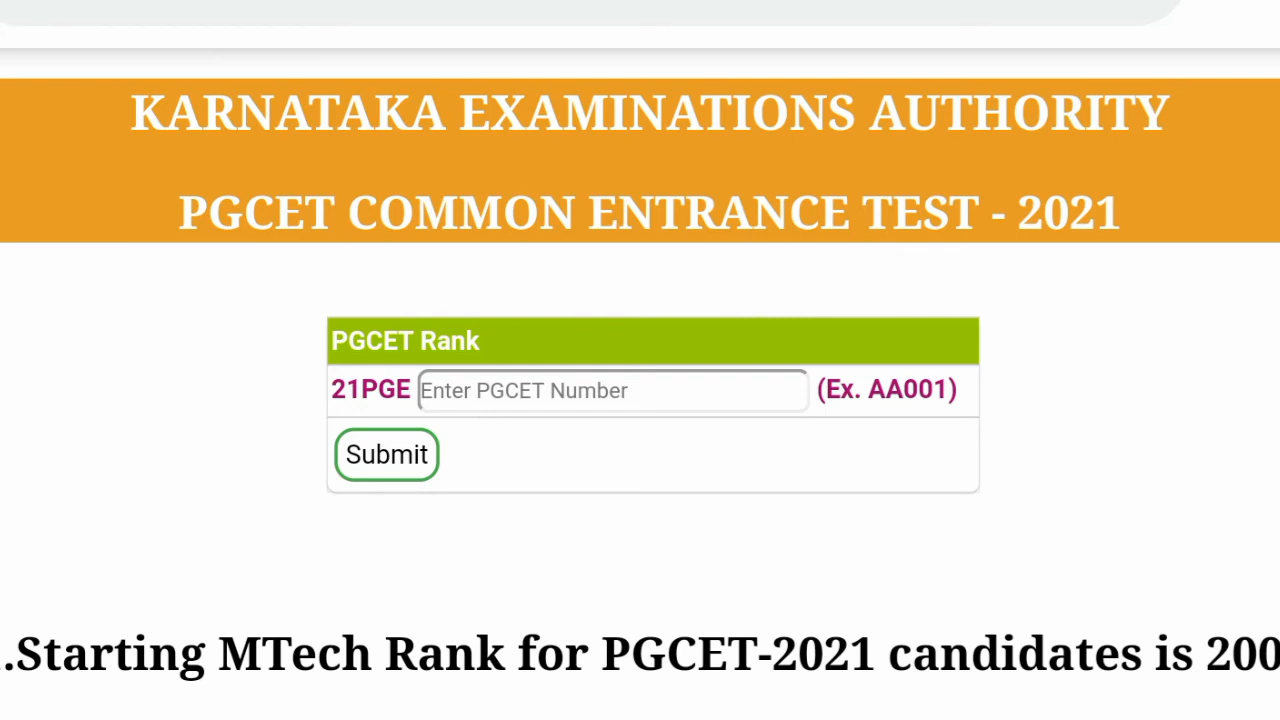 KARNATAKA EXAMINATIONS AUTHORITY
PGCET COMMON ENTRANCE TEST - 2021
PGCET Rank
21PGE Enter PGCET Number (Ex. AA001)
Submit
.Starting MTech Rank for PGCET-2021 candidates is 200